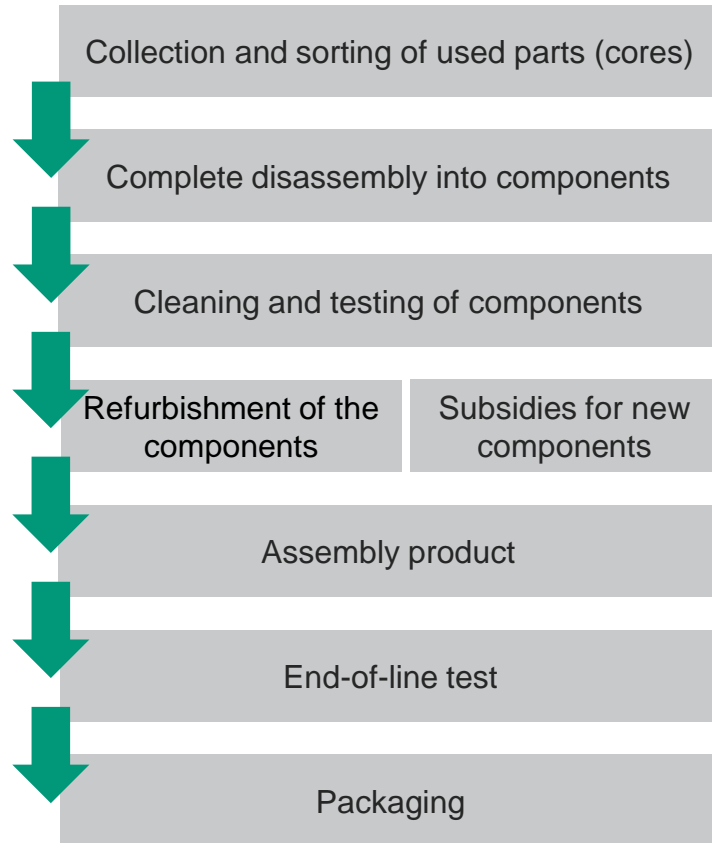 Collection and sorting of used parts (cores)
Complete disassembly into components
Cleaning and testing of components
Refurbishment of the
components
Subsidies for new
components
Assembly product
End-of-line test
Packaging